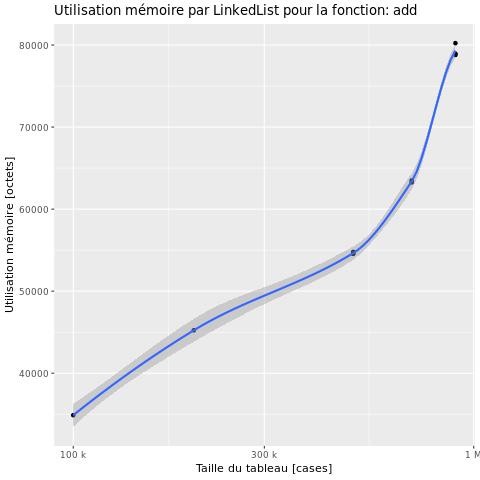 Utilisation mémoire par LinkedList pour la fonction: add
80000
70000
60000
50000
40000
Utilisation mémoire [octets]
100 k
300 k
1 M
Taille du tableau [cases]